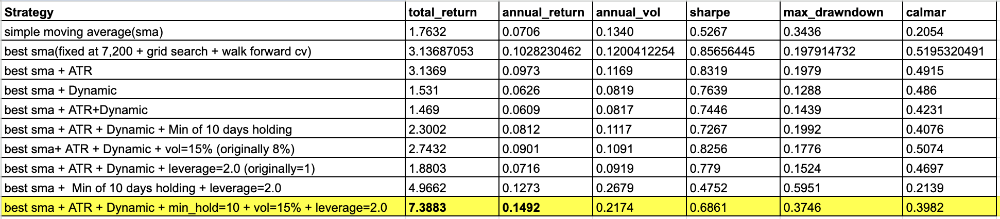 Strategy total_return annual_return annual_vol sharpe max_drawndown calmar
simple moving average(sma) 1.7632 0.0706 0.1340 0.5267 0.3436 0.2054
best sma(fixed at 7,200 + grid search + walk forward cv) 3.13687053 0.1028230462 0.1200412254 0.85656445 0.197914732 0.5195320491
best sma + ATR 3.1369 0.0973 0.1169 0.8319 0.1979 0.4915
best sma + Dynamic 1.531 0.0626 0.0819 0.7639 0.1288 0.486
best sma + ATR+Dynamic 1.469 0.0609 0.0817 0.7446 0.1439 0.4231
best sma + ATR + Dynamic + Min of 10 days holding 2.3002 0.0812 0.1117 0.7267 0.1992 0.4076
best sma+ ATR + Dynamic + vol=15% (originally 8%) 2.7432 0.0901 0.1091 0.8256 0.1776 0.5074
best sma + ATR + Dynamic + leverage=2.0 (originally=1) 1.8803 0.0716 0.0919 0.779 0.1524 0.4697
best sma +  Min of 10 days holding + leverage=2.0 4.9662 0.1273 0.2679 0.4752 0.5951 0.2139
best sma + ATR + Dynamic + min_hold=10 + vol=15% + leverage=2.0 7.3883 0.1492 0.2174 0.6861 0.3746 0.3982